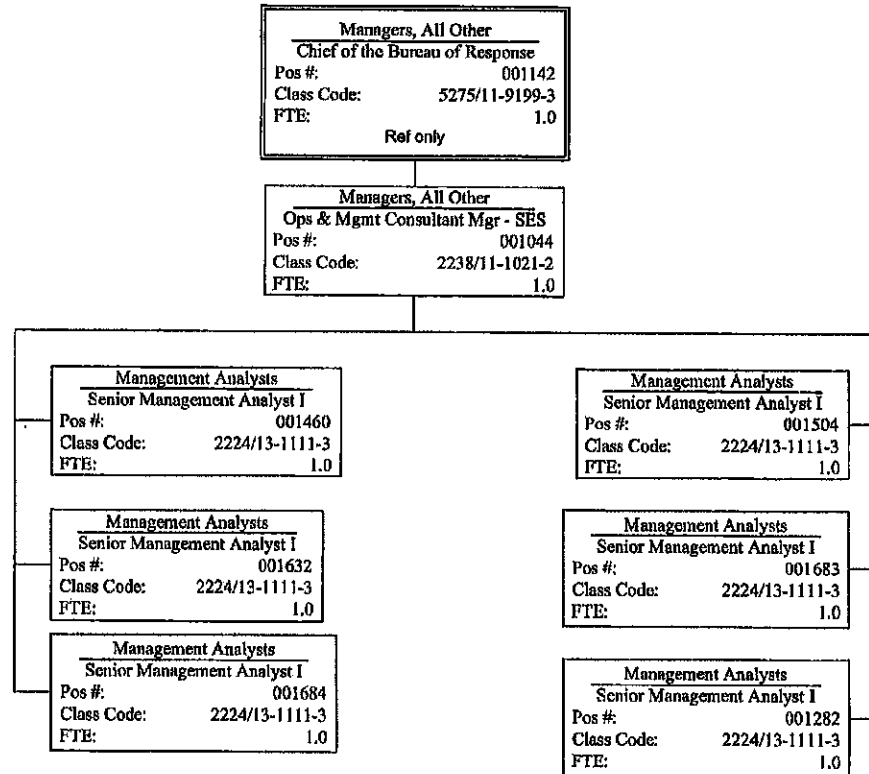 Managers, All Other
Chief of the Bureau of Response
Pos #: 001142
Class Code: 5275/11-9199-3
FTE: 1.0
Ref only
Managers, All Other
Ops & Mgmt Consultant Mgr - SES
Pos #: 001044
Class Code: 2238/11-1021-2
FTE: 1.0
Management Analysts
Senior Management Analyst I
Pos #: 001460
Class Code: 2224/13-1111-3
FTE: 1.0
Management Analysts
Senior Management Analyst I
Pos #: 001504
Class Code: 2224/13-1111-3
FTE: 1.0
Management Analysts
Senior Management Analyst I
Pos #: 001632
Class Code: 2224/13-1111-3
FTE: 1.0
Management Analysts
Senior Management Analyst I
Pos #: 001683
Class Code: 2224/13-1111-3
FTE: 1.0
Management Analysts
Senior Management Analyst I
Pos #: 001684
Class Code: 2224/13-1111-3
FTE: 1.0
Management Analysts
Senior Management Analyst I
Pos #: 001282
Class Code: 2224/13-1111-3
FTE: 1.0